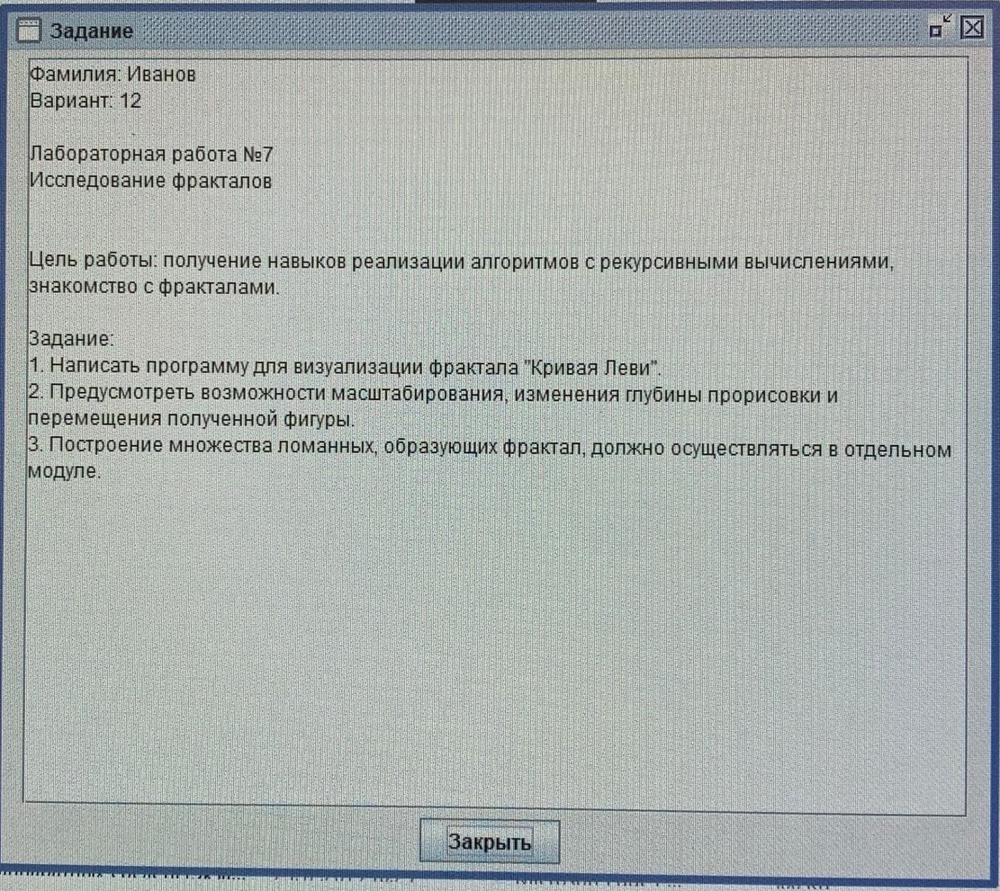 Задание
Фамилия: Иванов
Вариант: 12
Лабораторная работа №7
Исследование фракталов
Цель работы: получение навыков реализации алгоритмов с рекурсивными вычислениями,
знакомство с фракталами.
Задание:
1. Написать программу для визуализации фрактала "Кривая Леви".
2. Предусмотреть возможности масштабирования, изменения глубины прорисовки и
перемещения полученной фигуры.
3. Построение множества ломанных, образующих фрактал, должно осуществляться в отдельном
модуле.
Закрыть